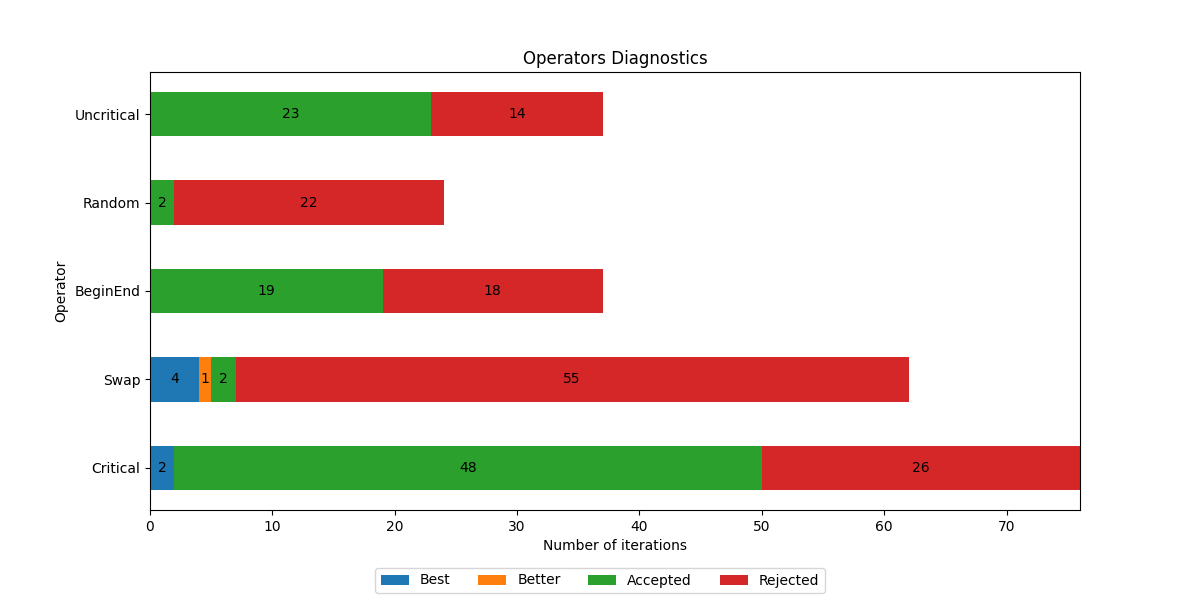 Operators Diagnostics
Uncritical 23 14
Random 2 22
Operator
BeginEnd 19 18
Swap 4 1 2 55
Critical 2 48 26
0 10 20 30 40 50 60 70
Number of iterations
Best Better Accepted Rejected